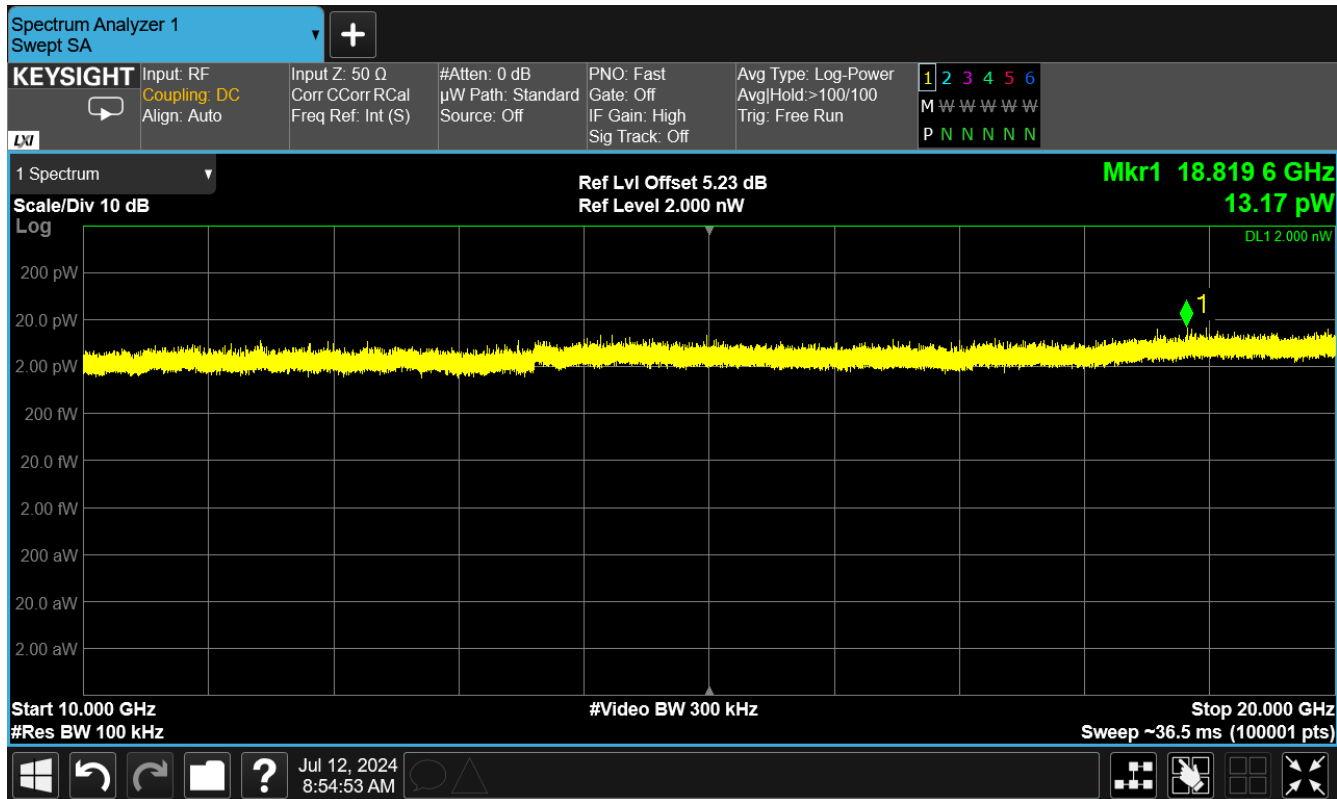 Spectrum Analyzer 1
Swept SA
+
KEYSIGHT
LXI
Input: RF
Coupling: DC
Align: Auto
Input Z: 50 Ω
Corr CCorr RCal
Freq Ref: Int (S)
#Atten: 0 dB
µW Path: Standard
Source: Off
PNO: Fast
Gate: Off
IF Gain: High
Sig Track: Off
Avg Type: Log-Power
Avg|Hold:>100/100
Trig: Free Run
1 2 3 4 5 6
M W W W W W
P N N N N N
1 Spectrum
Scale/Div 10 dB
Log
Ref Lvl Offset 5.23 dB
Ref Level 2.000 nW
Mkr1 18.819 6 GHz
13.17 pW
DL1 2.000 nW
200 pW
20.0 pW
2.00 pW
200 fW
20.0 fW
2.00 fW
200 aW
20.0 aW
2.00 aW
1
Start 10.000 GHz
#Res BW 100 kHz
#Video BW 300 kHz
Stop 20.000 GHz
Sweep ~36.5 ms (100001 pts)
?
Jul 12, 2024
8:54:53 AM